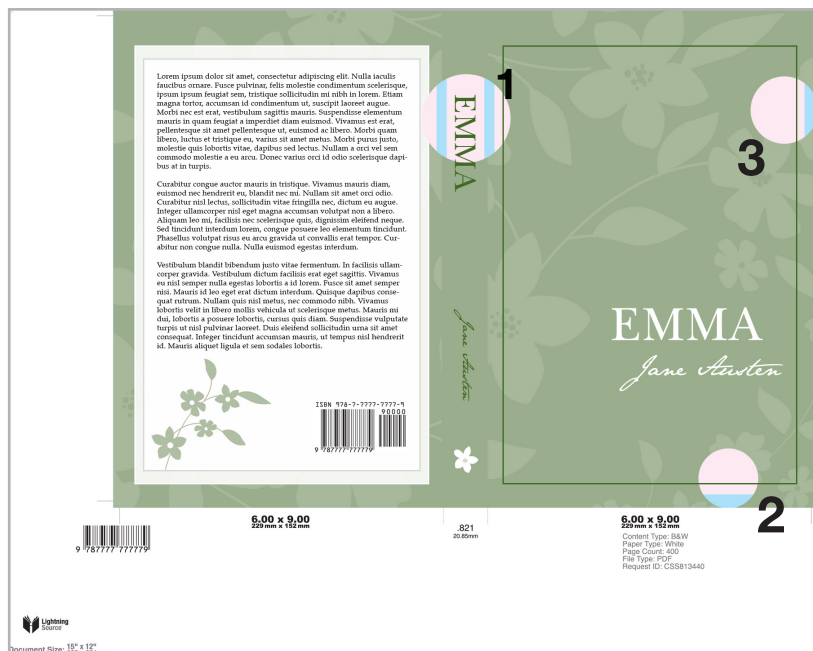 Lorem ipsum dolor sit amet, consectetur adipiscing elit. Nulla iaculis
faucibus ornare. Fusce pulvinar, felis molestie condimentum scelerisque,
ipsum ipsum feugiat sem, tristique sollicitudin mi nibh in lorem. Etiam
magna tortor, accumsan id condimentum ut, suscipit laoreet augue.
Morbi nec est erat, vestibulum sagittis mauris. Suspendisse elementum
mauris in quam feugiat a imperdiet diam euismod. Vivamus est erat,
pellentesque sit amet pellentesque ut, euismod ac libero. Morbi quam
libero, luctus et tristique eu, varius sit amet metus. Morbi purus justo,
molestie quis lobortis vitae, dapibus sed lectus. Nullam a orci vel sem
commodo molestie a eu arcu. Donec varius orci id odio scelerisque dapi-
bus at in turpis.
Curabitur congue auctor mauris in tristique. Vivamus mauris diam,
euismod nec hendrerit eu, blandit nec mi. Nullam sit amet orci odio.
Curabitur nisl lectus, sollicitudin vitae fringilla nec, dictum eu augue.
Integer ullamcorper nisl eget magna accumsan volutpat non a libero.
Aliquam leo mi, facilisis nec scelerisque quis, dignissim eleifend neque.
Sed tincidunt interdum lorem, congue posuere leo elementum tincidunt.
Phasellus volutpat risus eu arcu gravida ut convallis erat tempor. Cur-
abitur non congue nulla. Nulla euismod egestas interdum.
Vestibulum blandit bibendum justo vitae fermentum. In facilisis ullam-
corper gravida. Vestibulum dictum facilisis erat eget sagittis. Vivamus
eu nisl semper nulla egestas lobortis a id lorem. Fusce sit amet semper
nisi. Mauris id leo eget erat dictum interdum. Quisque dapibus conse-
quat rutrum. Nullam quis nisl metus, nec commodo nibh. Vivamus
lobortis velit in libero mollis vehicula ut scelerisque metus. Mauris mi
dui, lobortis a posuere lobortis, cursus quis diam. Suspendisse vulputate
turpis ut nisl pulvinar laoreet. Duis eleifend sollicitudin urna sit amet
consequat. Integer tincidunt accumsan mauris, ut tempus nisl hendrerit
id. Mauris aliquet ligula et sem sodales lobortis.
ISBN 978-7-7777-7777-9
90000
9 787777 777779
1
EMMA
Jane Austen
3
EMMA
Jane Austen
2
6.00 x 9.00
229 mm x 152 mm
.821
20.85mm
6.00 x 9.00
229 mm x 152 mm
Content Type: B&W
Paper Type: White
Page Count: 400
File Type: PDF
Request ID: CSS813440
9 787777 777779
Lightning
Source
Document Size: 15" x 12"